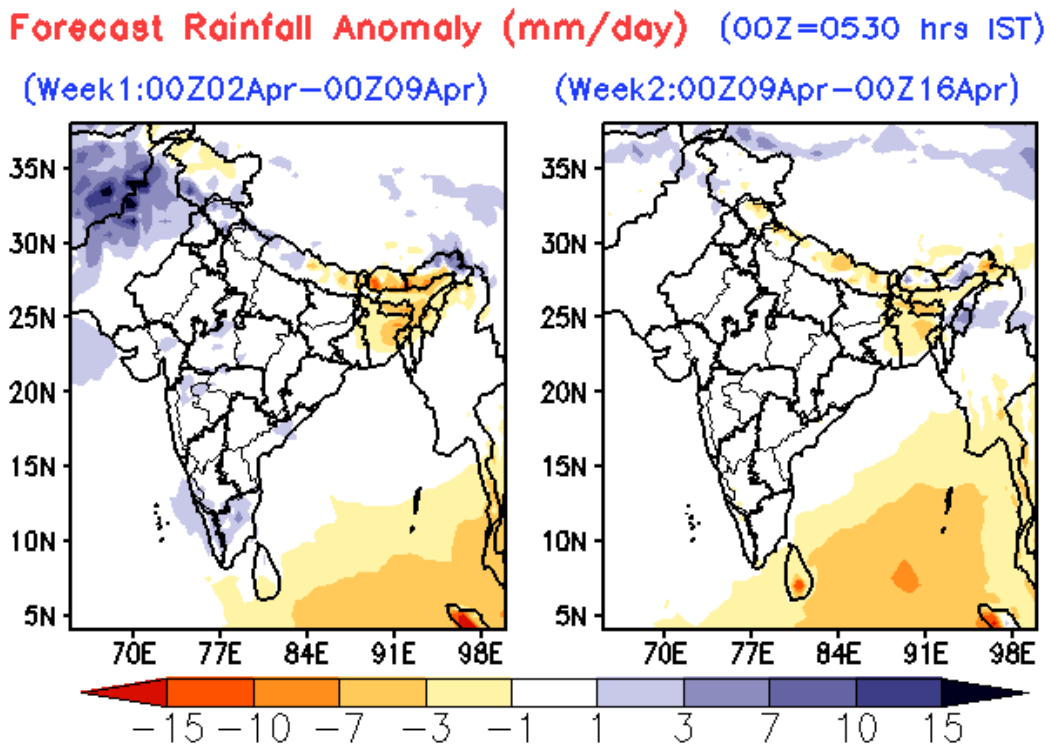 Forecast Rainfall Anomaly (mm/day) (00Z=0530 hrs IST)
(Week1:00Z02Apr−00Z09Apr) (Week2:00Z09Apr−00Z16Apr)
35N 35N
30N 30N
25N 25N
20N 20N
15N 15N
10N 10N
5N 5N
70E 77E 84E 91E 98E 70E 77E 84E 91E 98E
−15 −10 −7 −3 −1 1 3 7 10 15